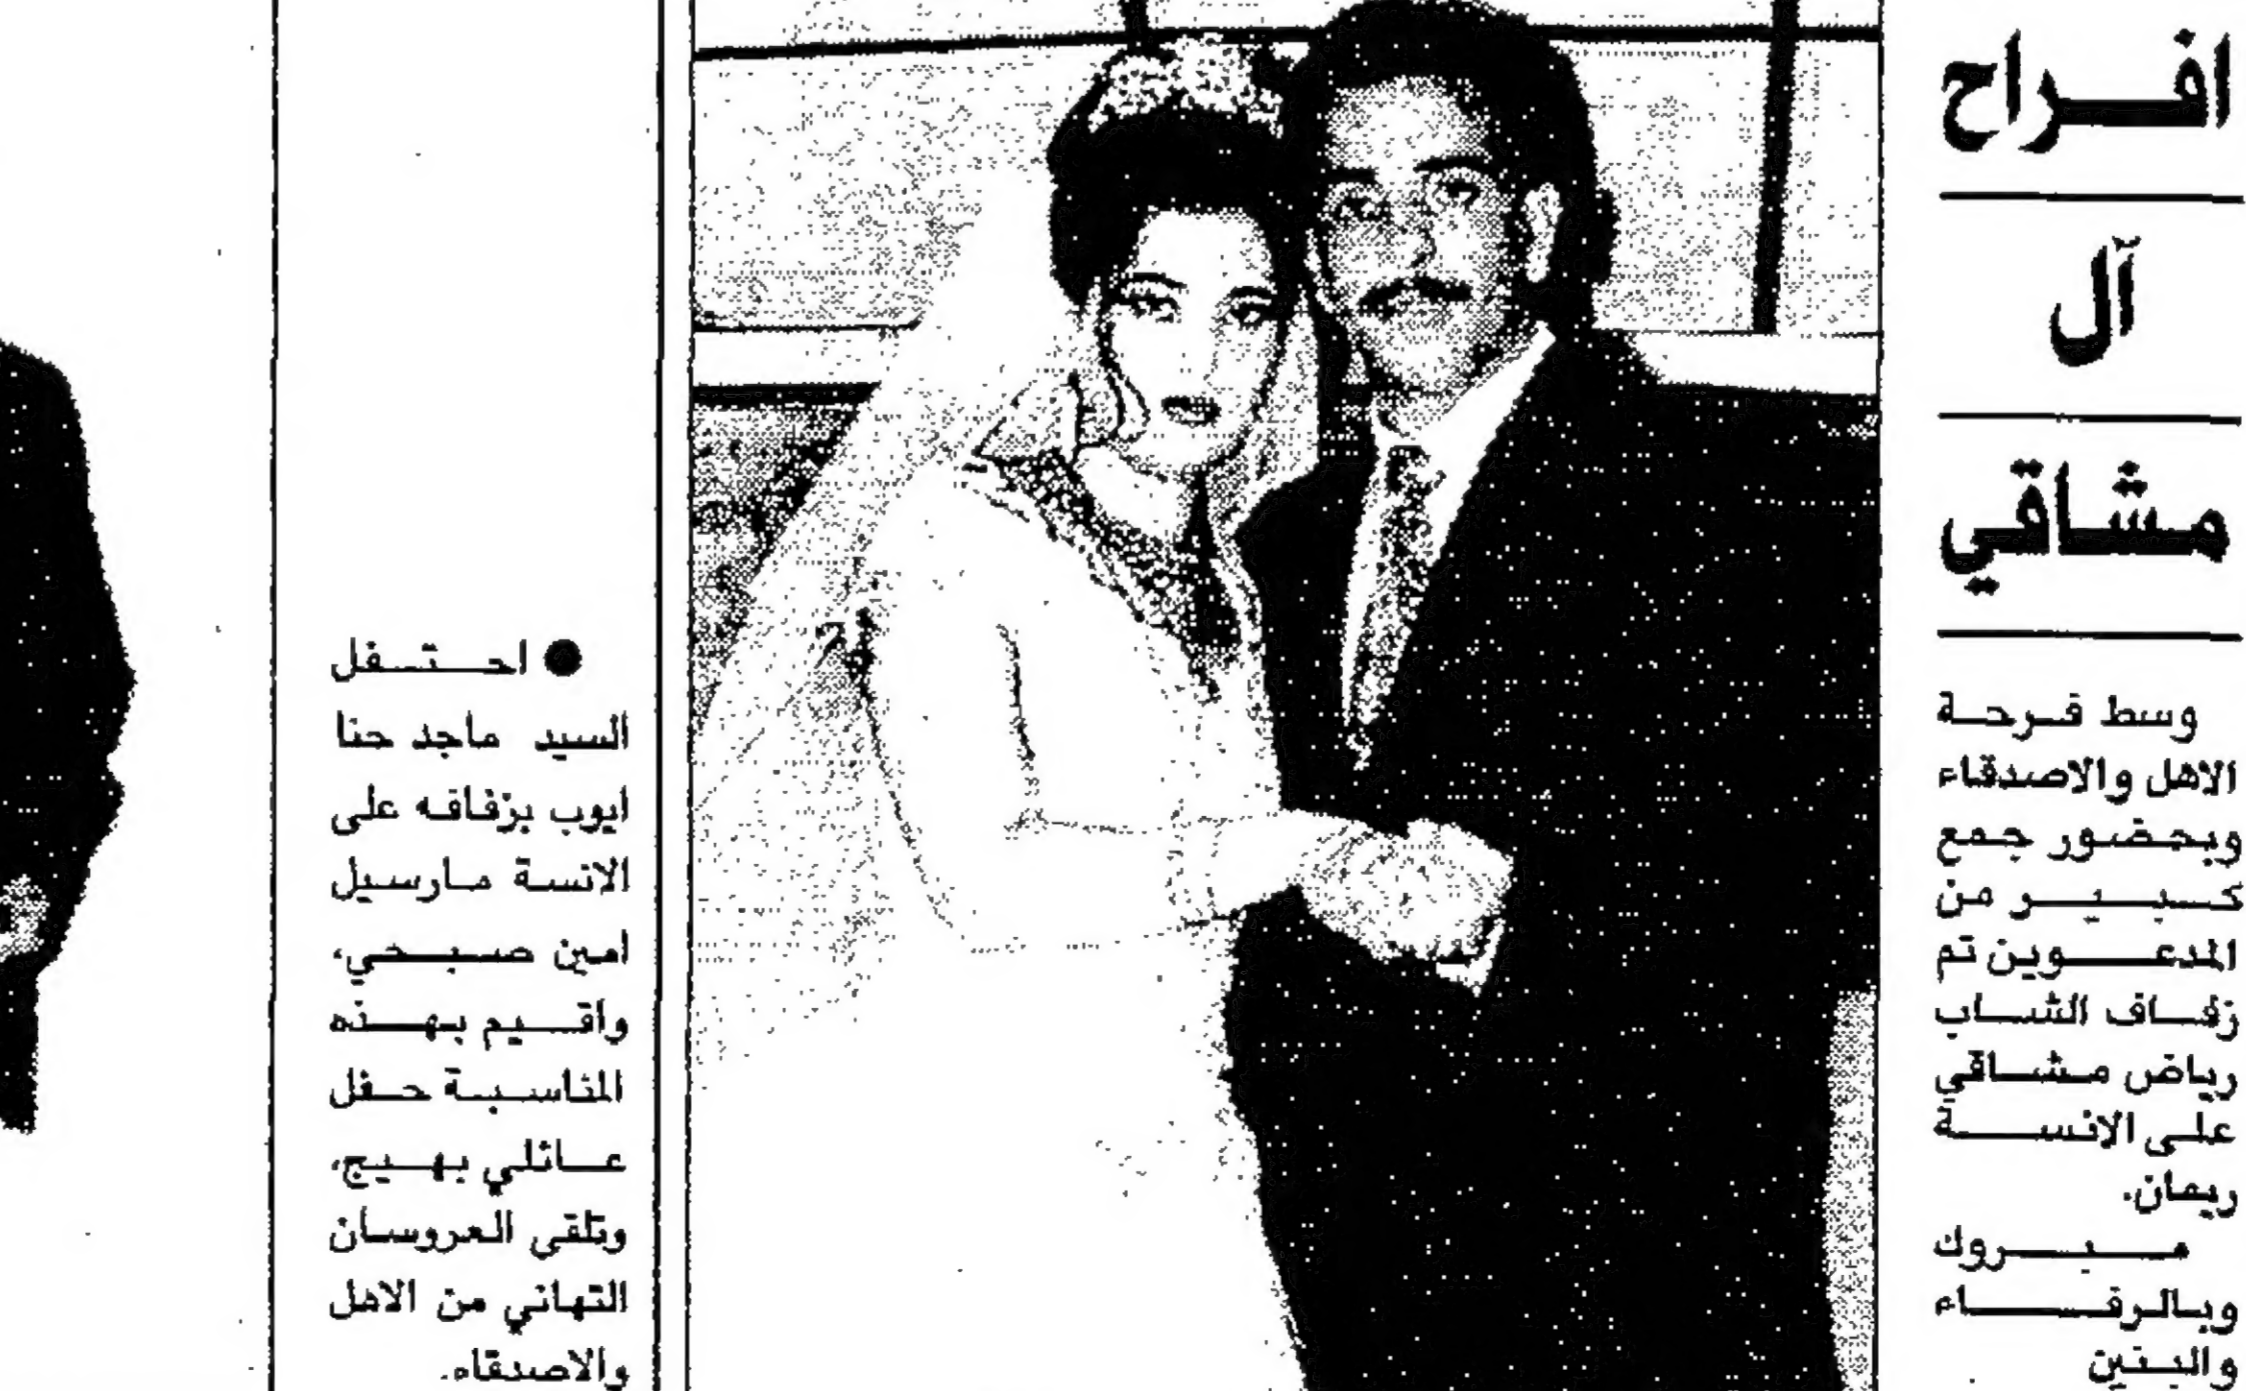 افراح
آل
مشاقي
وسط فرحة
الاهل والاصدقاء
وبحضور جمع
كبير من
المدعوين تم
زفاف الشاب
رياض مشاقي
على الانسة
ريمان.
مبروك
وبالرفاء
والبنين
● احتفل
السيد ماجد حنا
ايوب بزفافه على
الانسة مارسيل
امين صبحي،
واقيم بهذه
المناسبة حفل
عائلي بهيج،
وتلقى العروسان
التهاني من الاهل
والاصدقاء.